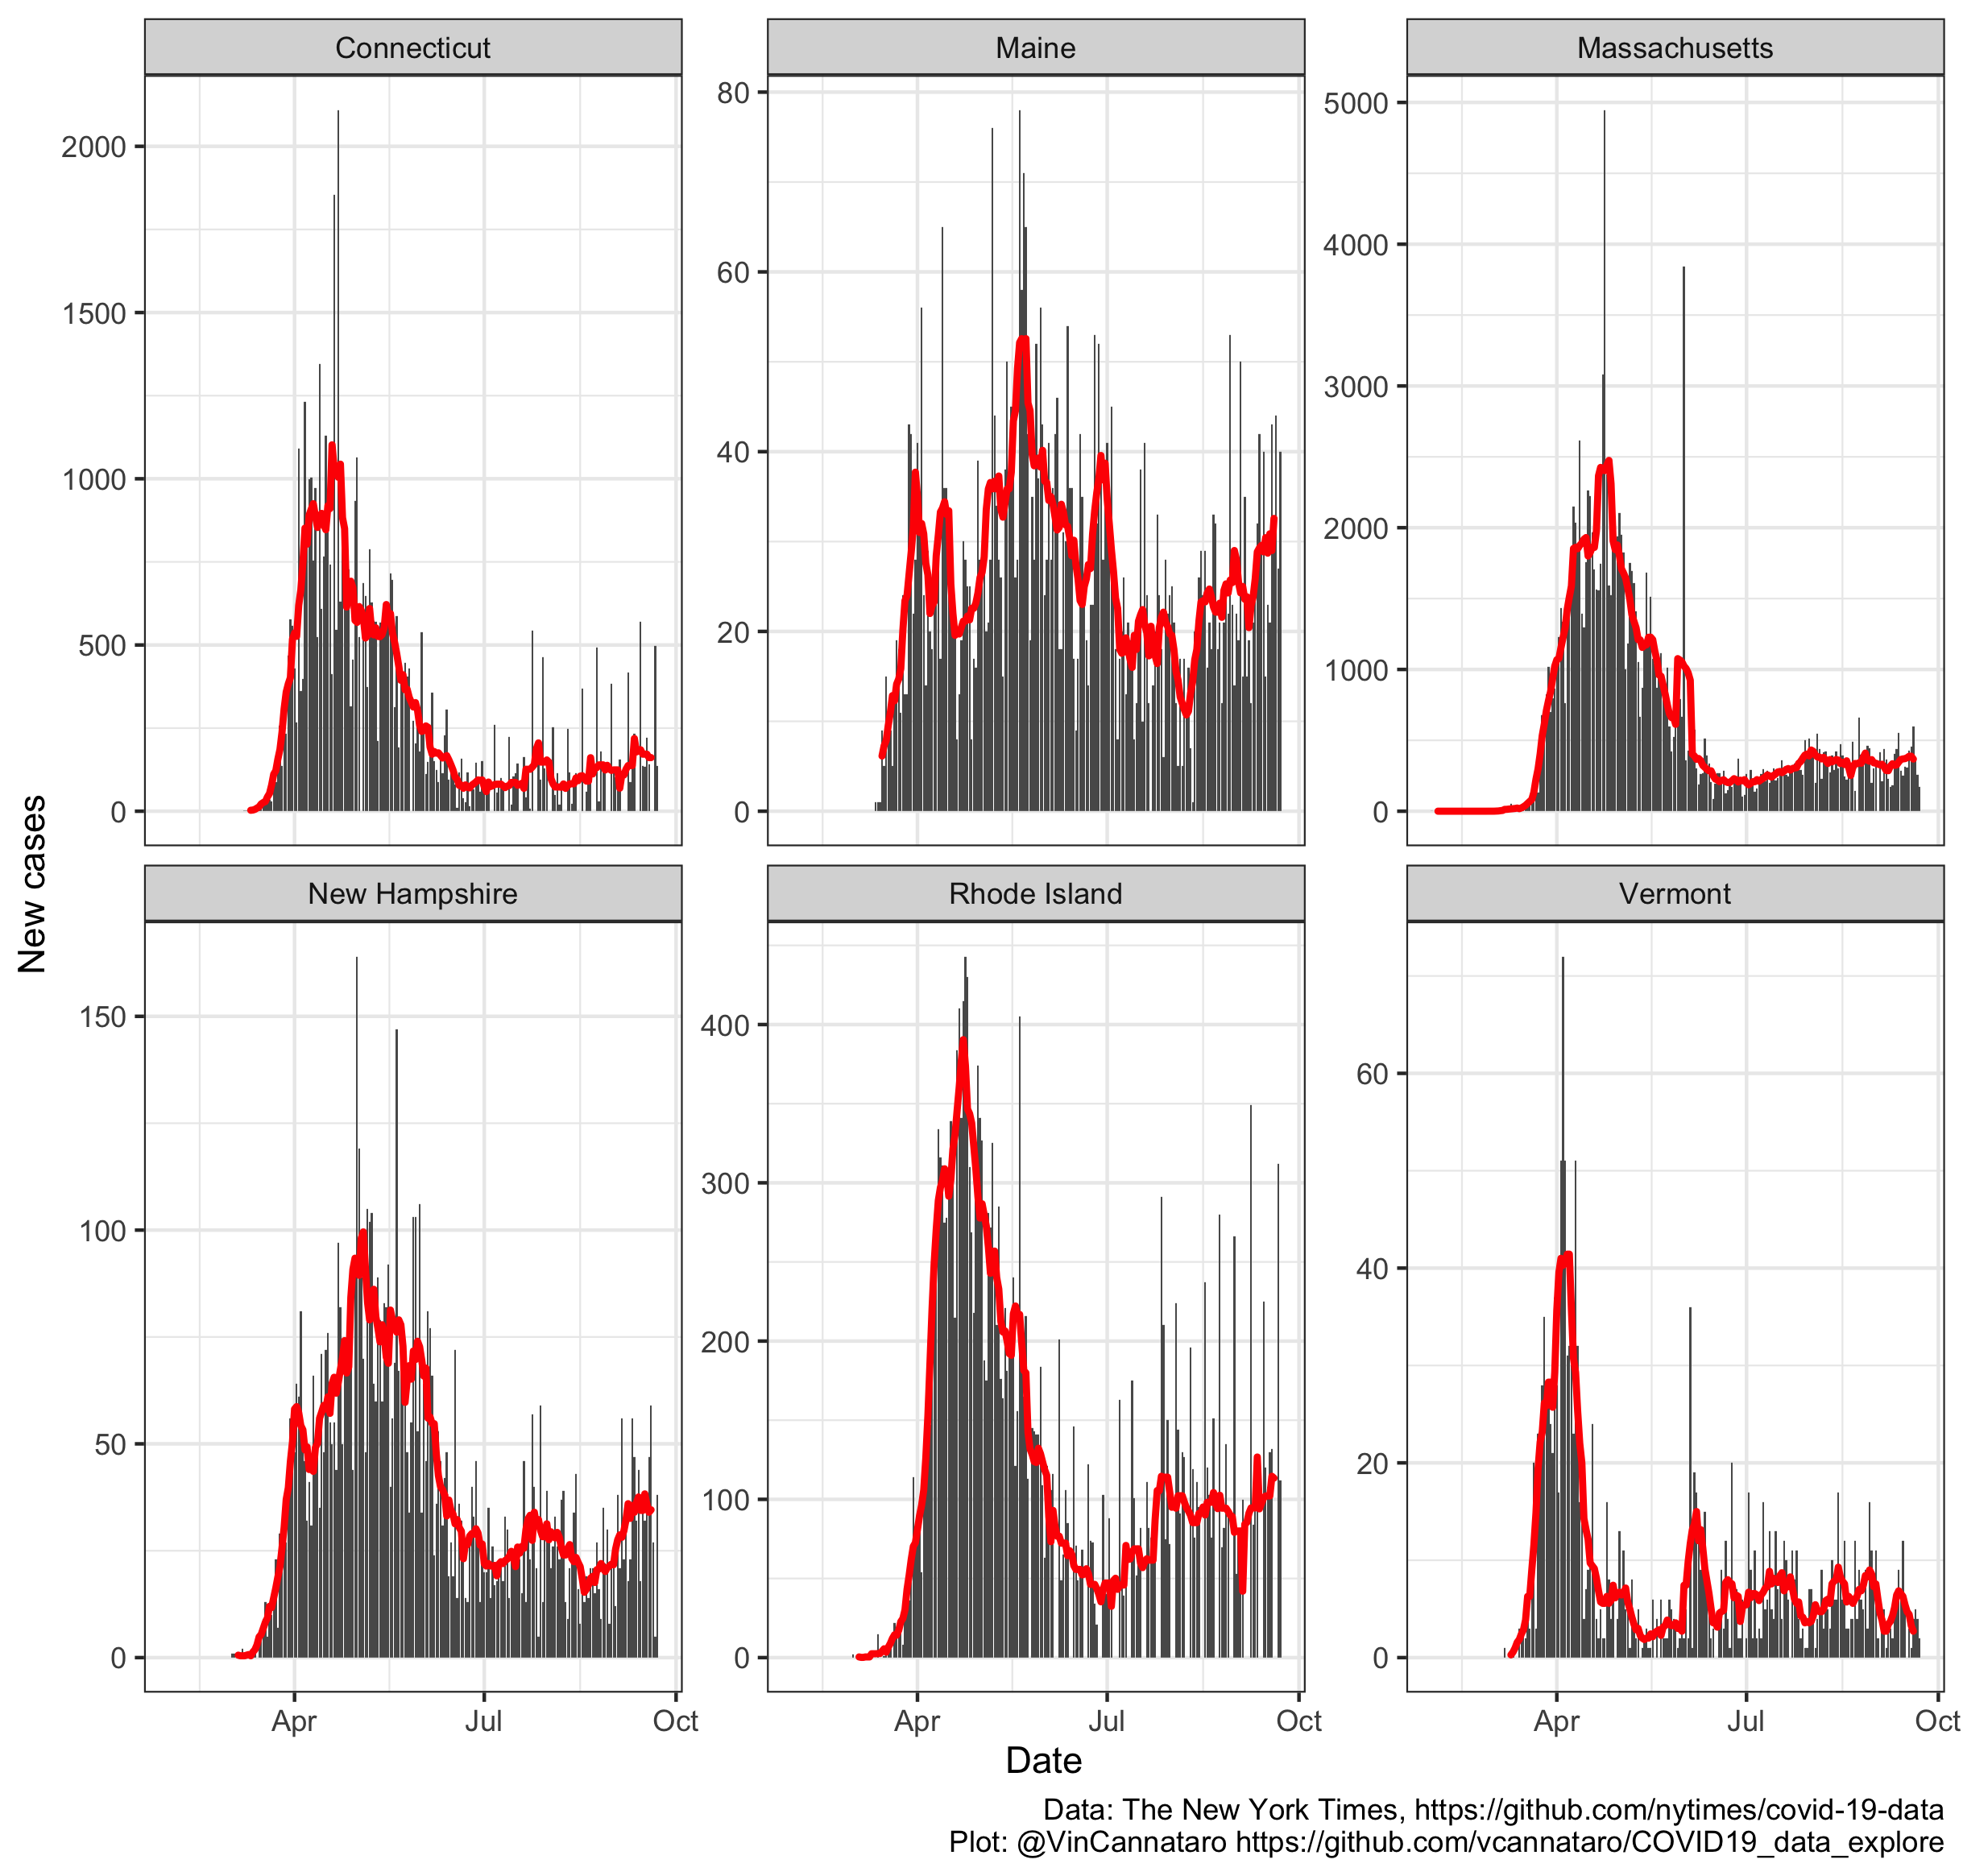 Connecticut
Maine
Massachusetts
2000
1500
1000
500
0
80
60
40
20
0
5000
4000
3000
2000
1000
0
New cases
New Hampshire
Rhode Island
Vermont
150
100
50
0
400
300
200
100
0
60
40
20
0
Apr Jul Oct
Apr Jul Oct
Apr Jul Oct
Date
Data: The New York Times, https://github.com/nytimes/covid-19-data
Plot: @VinCannataro https://github.com/vcannataro/COVID19_data_explore